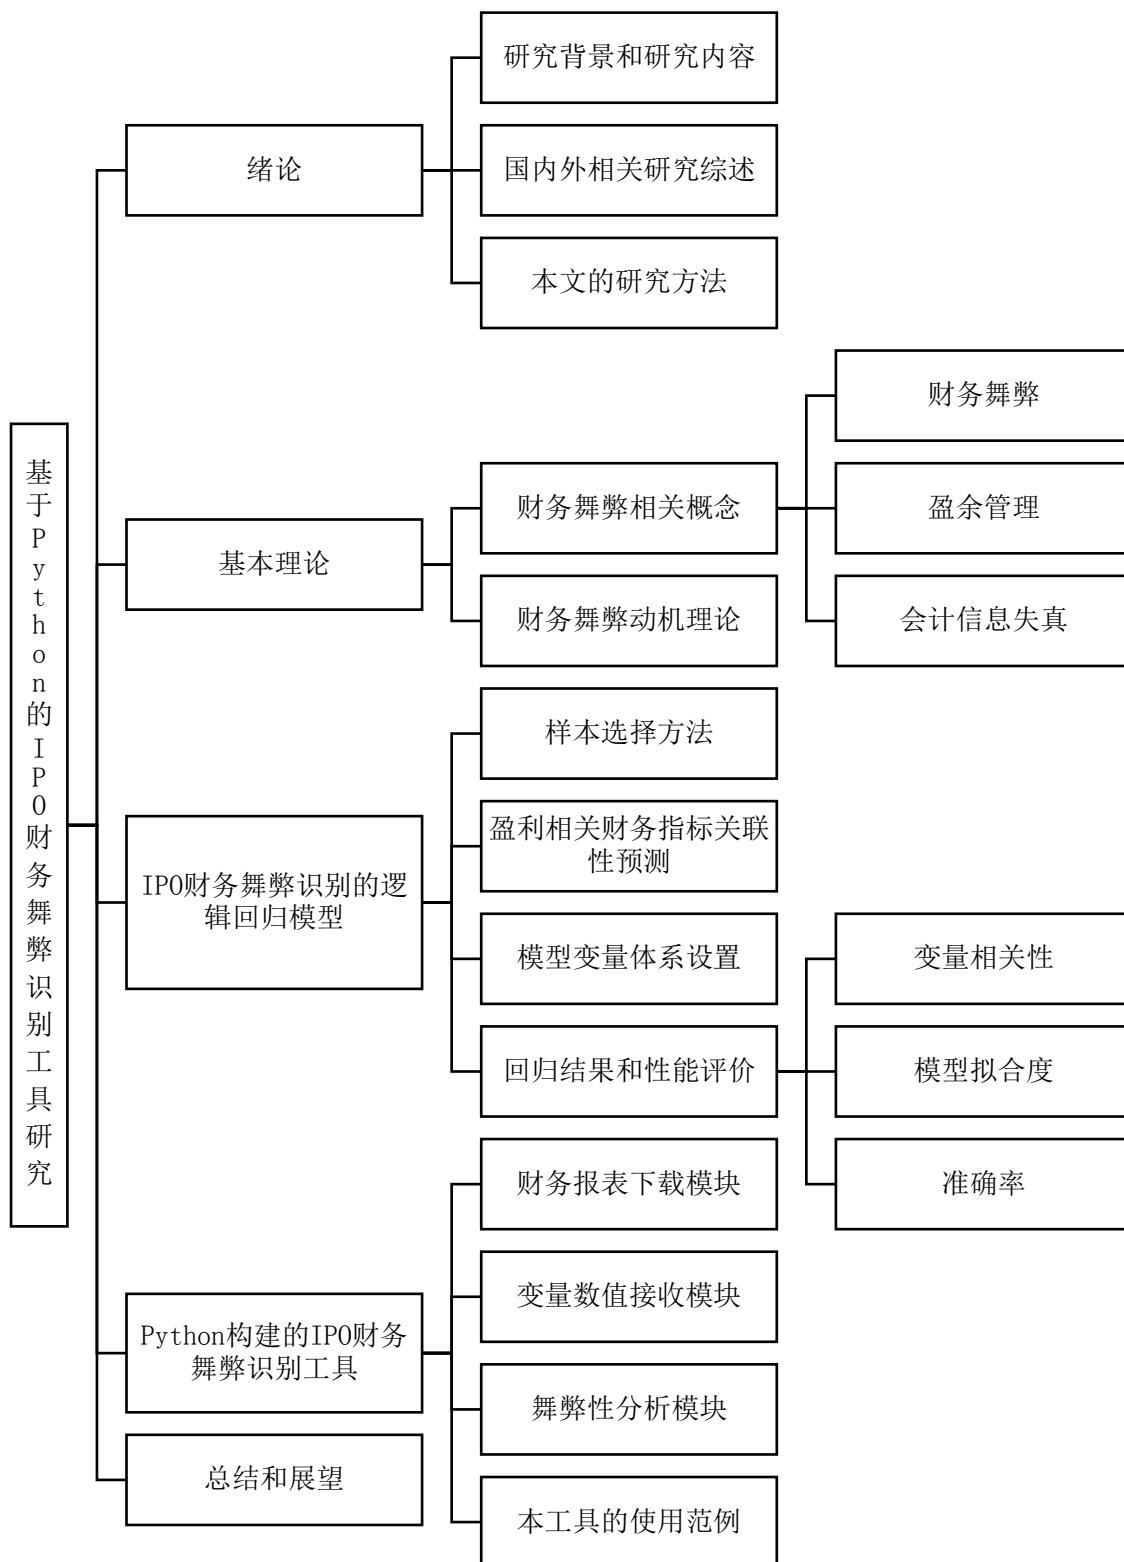 基于Python的IPO财务舞弊识别工具研究
绪论
研究背景和研究内容
国内外相关研究综述
本文的研究方法
基本理论
财务舞弊相关概念
财务舞弊
盈余管理
会计信息失真
财务舞弊动机理论
IPO财务舞弊识别的逻
辑回归模型
样本选择方法
盈利相关财务指标关联
性预测
模型变量体系设置
回归结果和性能评价
变量相关性
模型拟合度
准确率
Python构建的IPO财务
舞弊识别工具
财务报表下载模块
变量数值接收模块
舞弊性分析模块
本工具的使用范例
总结和展望